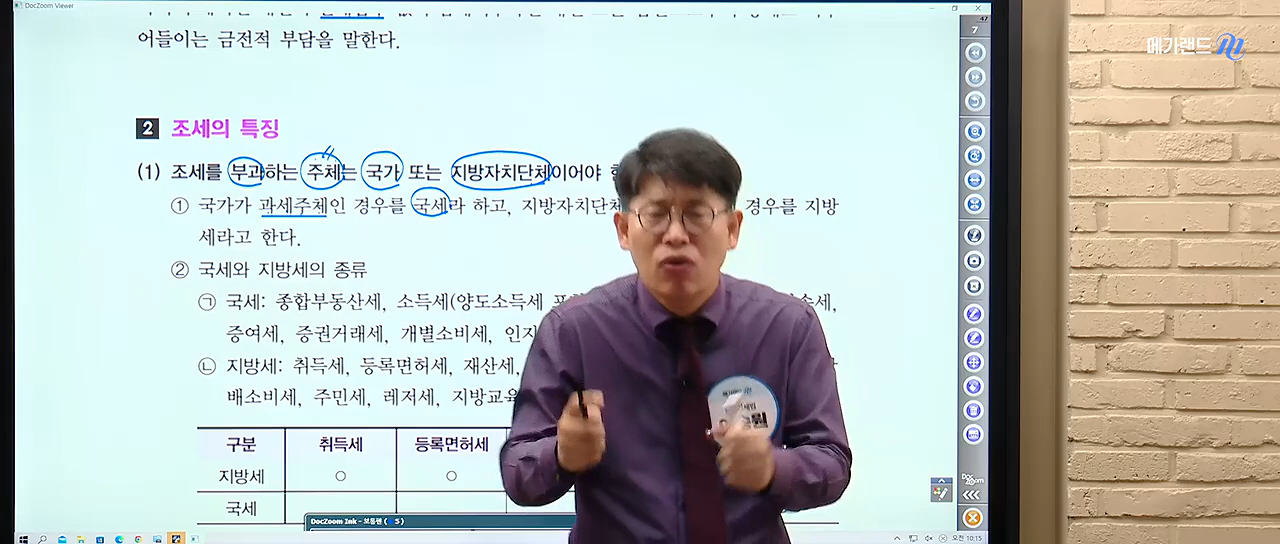 DocZoom Viewer
어들이는 금전적 부담을 말한다.
47
7
메가랜드
2 조세의 특징
(1) 조세를 부과하는 주체는 국가 또는 지방자치단체이어야
① 국가가 과세주체인 경우를 국세라 하고, 지방자치단체 경우를 지방
세라고 한다.
② 국세와 지방세의 종류
㉠ 국세: 종합부동산세, 소득세(양도소득세
증여세, 증권거래세, 개별소비세,
㉡ 지방세: 취득세, 등록면허세, 재산세,
배소비세, 주민세, 레저세, 지방교육
구분 취득세 등록면허세
지방세 ○ ○
국세
DocZoom Ink - 보통펜( 5)
DocZoom
오전 10:15